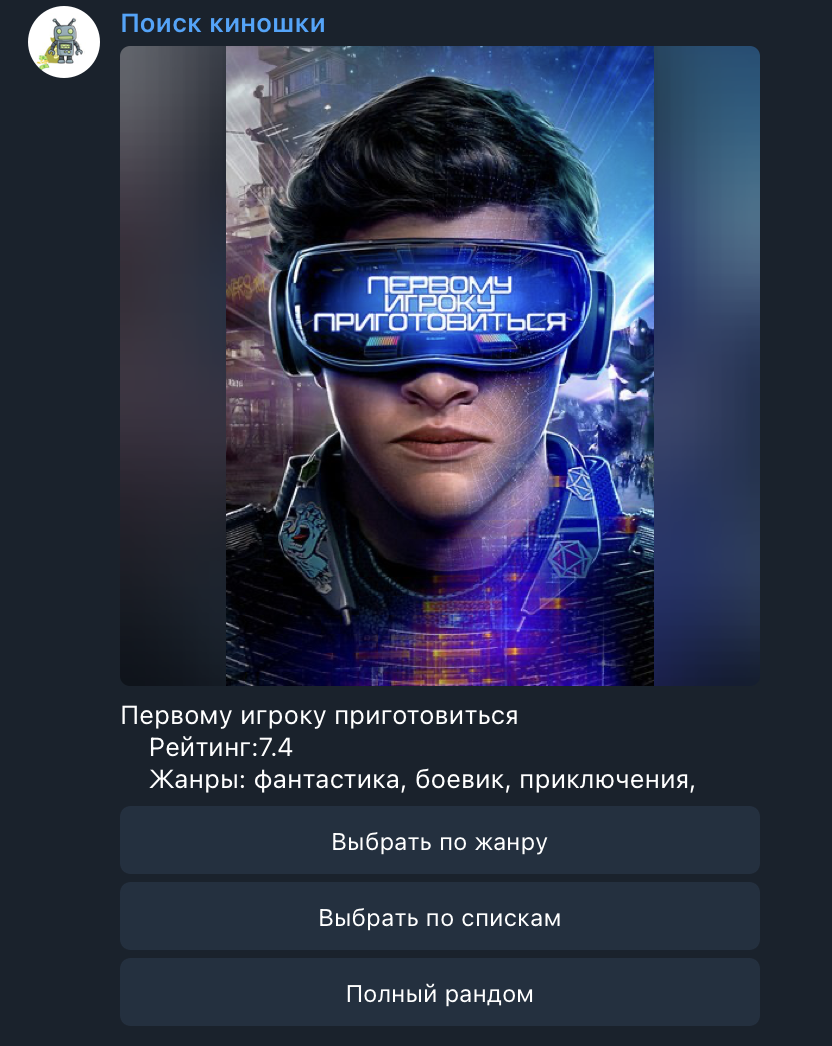 Поиск киношки
ПЕРВОМУ
ИГРОКУ
ПРИГОТОВИТЬСЯ
Первому игроку приготовиться
Рейтинг:7.4
Жанры: фантастика, боевик, приключения,
Выбрать по жанру
Выбрать по спискам
Полный рандом